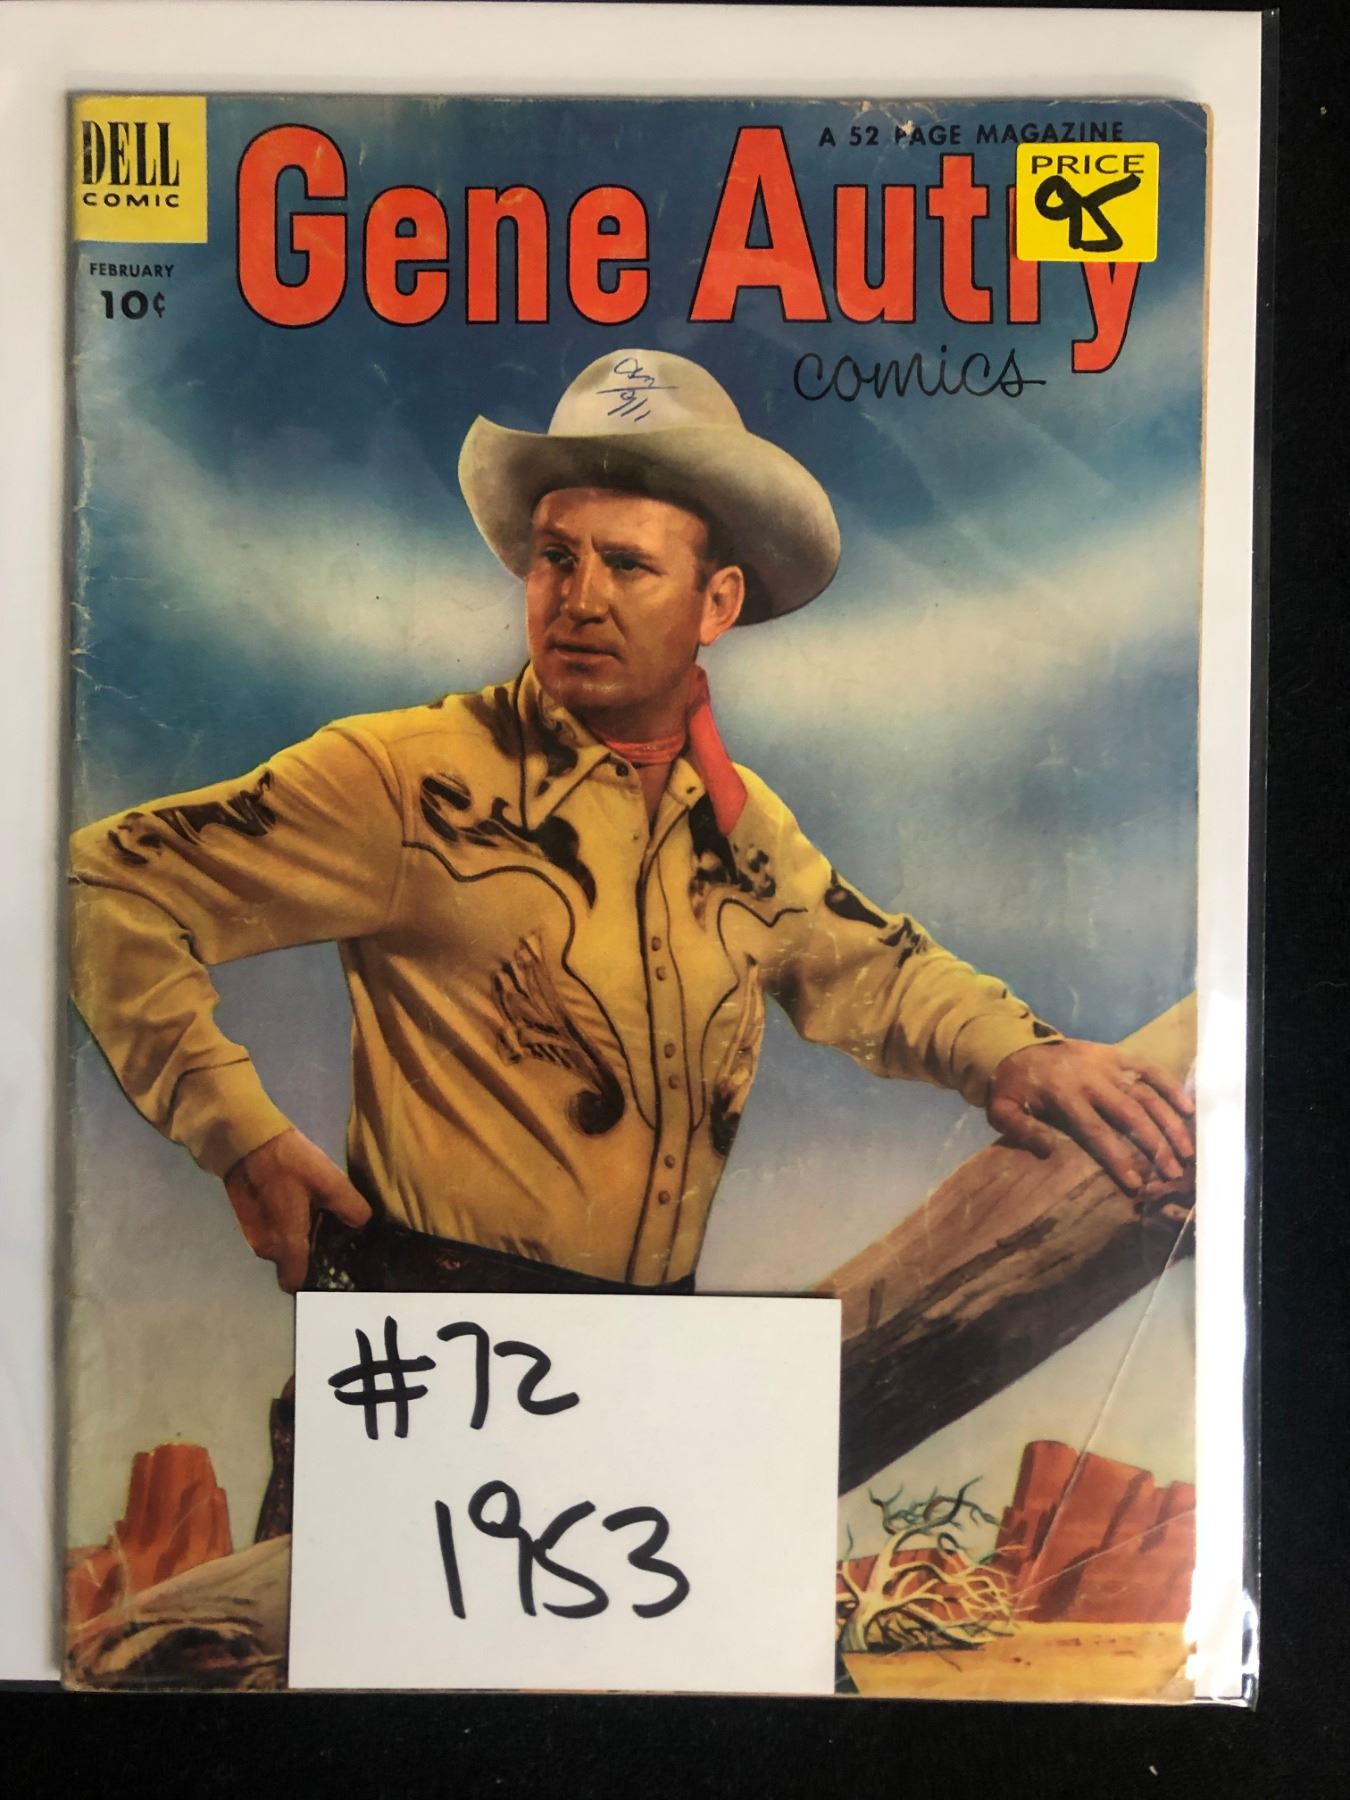 DELL
COMIC
FEBRUARY
10¢
A 52 PAGE MAGAZINE
Gene Autry
comics
PRICE
95
#72
1953